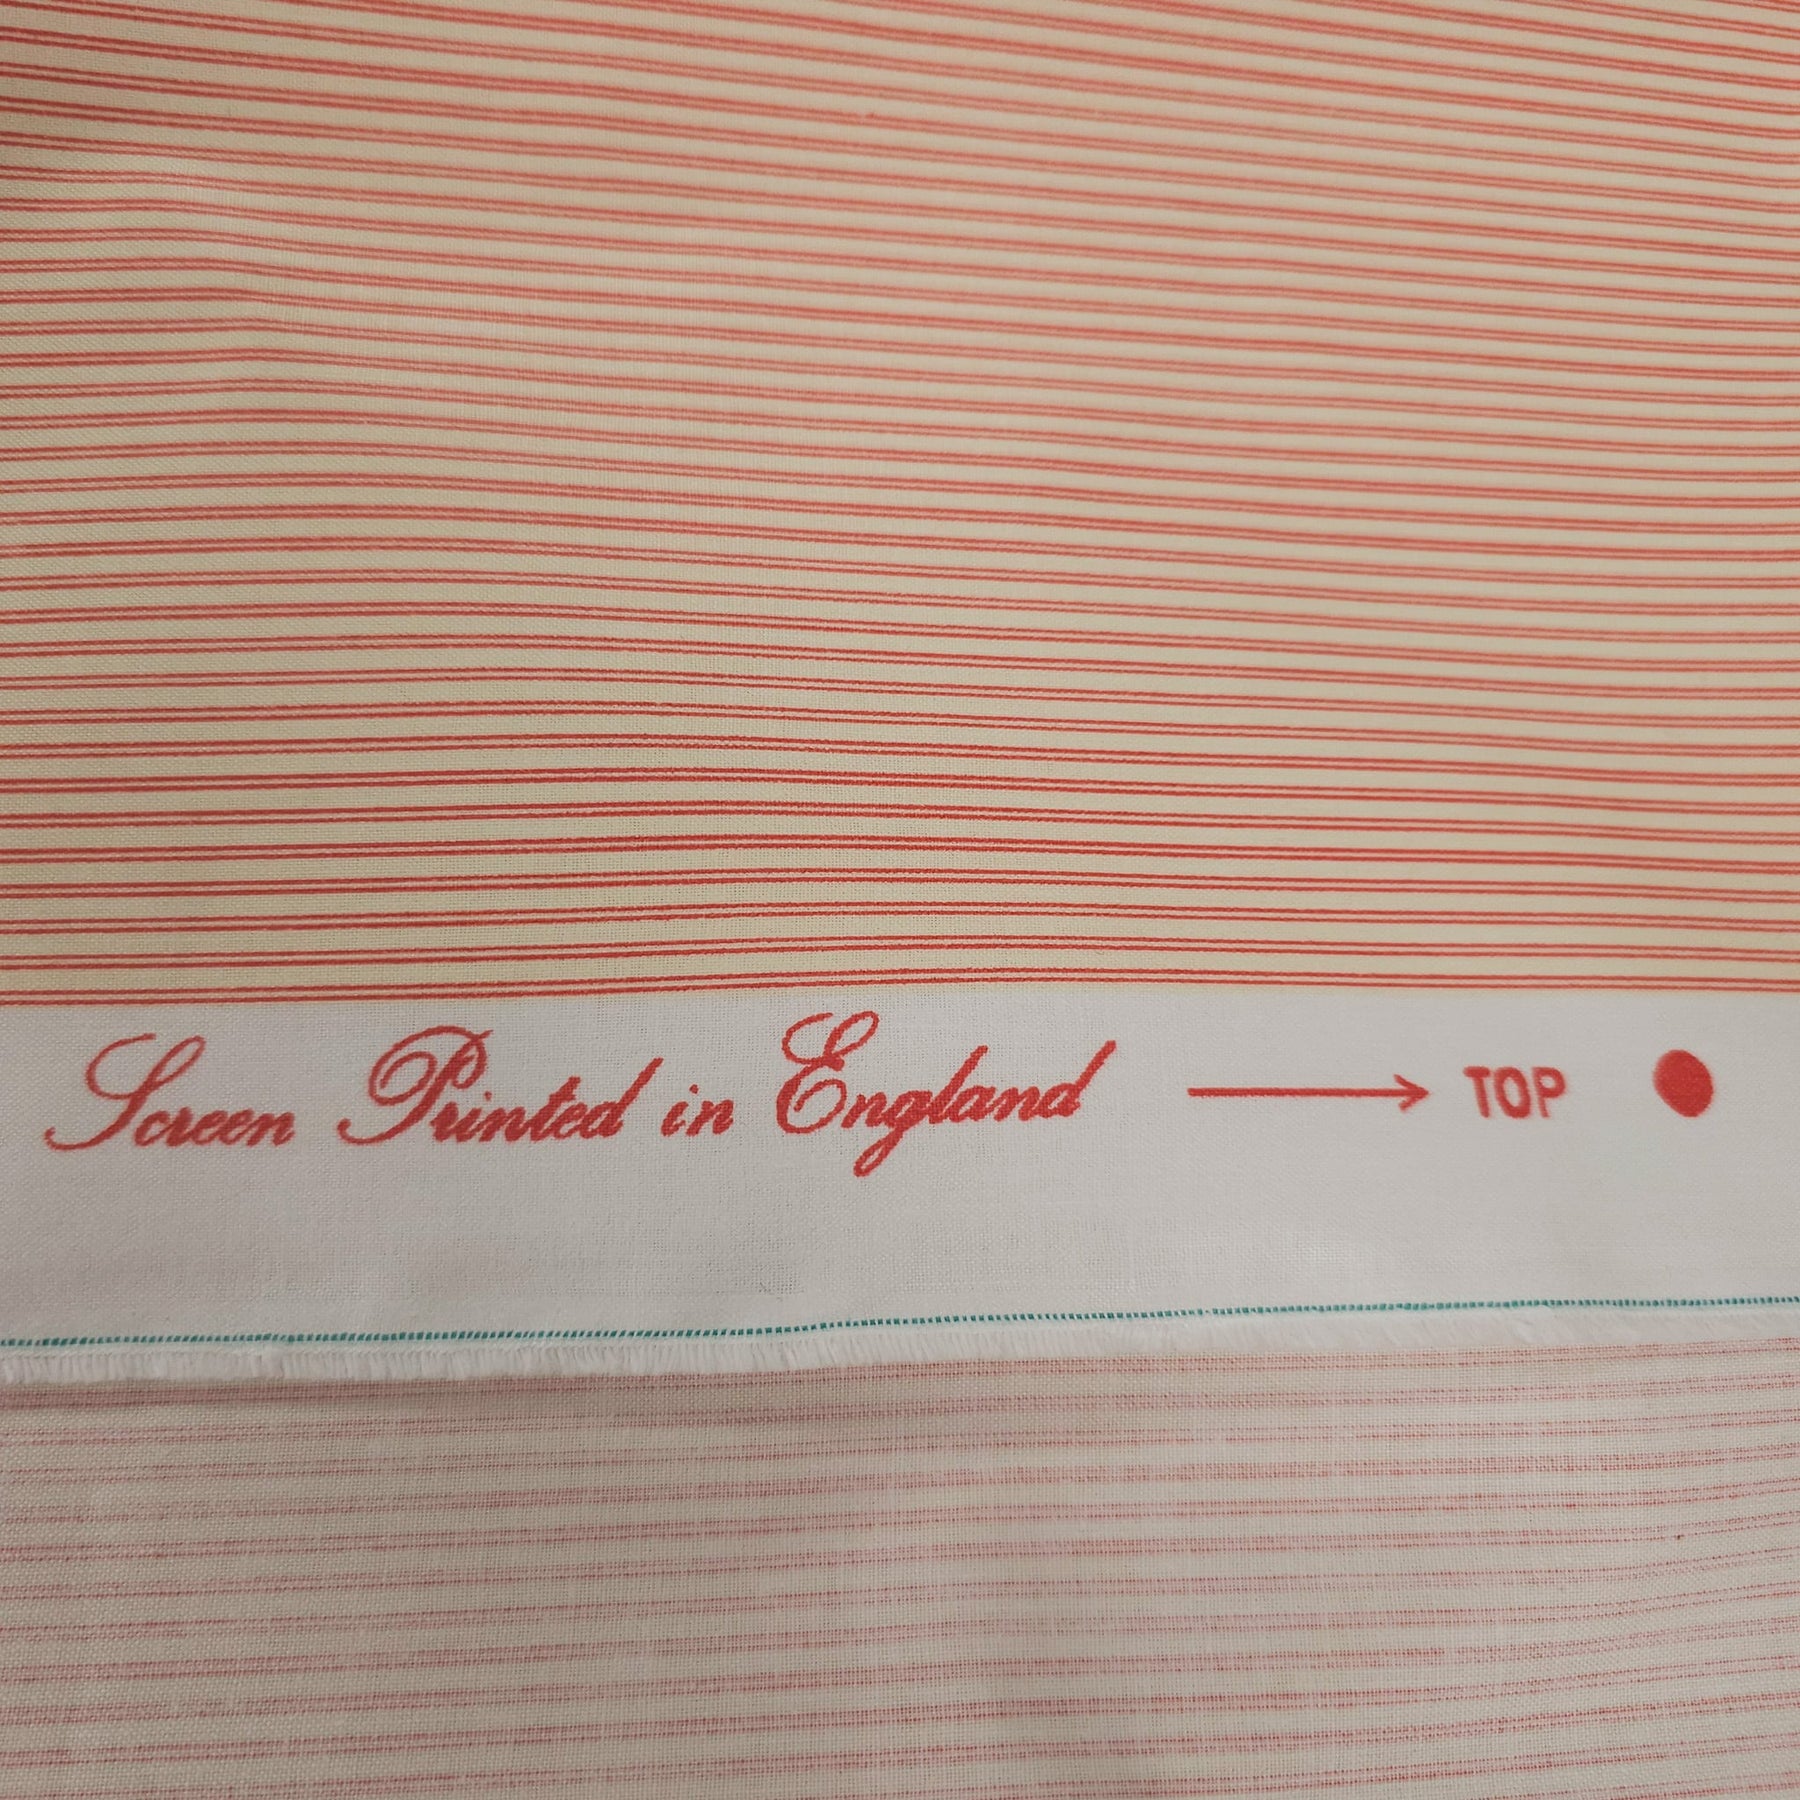 Screen Printed in England → TOP